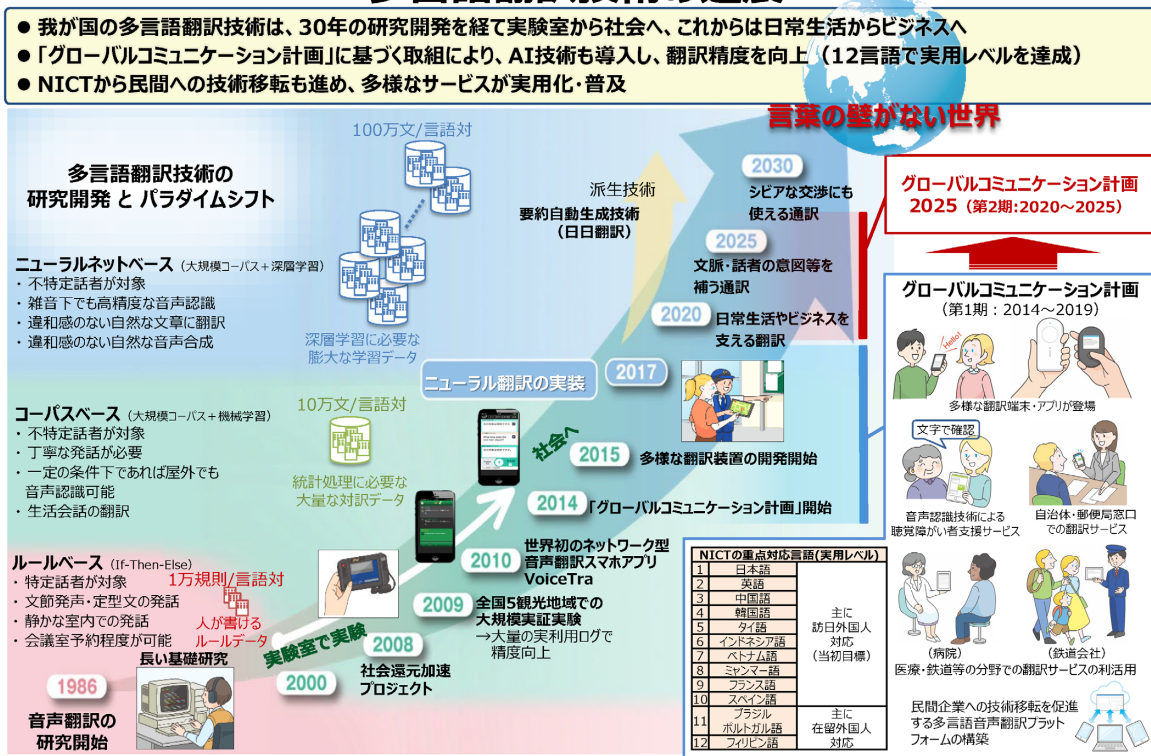 ● 我が国の多言語翻訳技術は、30年の研究開発を経て実験室から社会へ、これからは日常生活からビジネスへ
● 「グローバルコミュニケーション計画」に基づく取組により、AI技術も導入し、翻訳精度を向上（12言語で実用レベルを達成）
● NICTから民間への技術移転も進め、多様なサービスが実用化・普及
言葉の壁がない世界
多言語翻訳技術の
研究開発 と パラダイムシフト
100万文/言語対
深層学習に必要な
膨大な学習データ
ニューラルネットベース（大規模コーパス＋深層学習）
・不特定話者が対象
・雑音下でも高精度な音声認識
・違和感のない自然な文章に翻訳
・違和感のない自然な音声合成
コーパスベース（大規模コーパス＋機械学習）
・不特定話者が対象
・丁寧な発話が必要
・一定の条件下であれば屋外でも
音声認識可能
・生活会話の翻訳
10万文/言語対
統計処理に必要な
大量な対訳データ
ルールベース (If-Then-Else)
・特定話者が対象
・文節発声・定型文の発話
・静かな室内での発話
・会議室予約程度が可能
1万規則/言語対
人が書ける
ルールデータ
長い基礎研究
1986
音声翻訳の
研究開始
実験室で実験
2000
2008
社会還元加速
プロジェクト
2009
全国5観光地域での
大規模実証実験
→大量の実利用ログで
精度向上
2010
世界初のネットワーク型
音声翻訳スマホアプリ
VoiceTra
2014
「グローバルコミュニケーション計画」開始
社会へ
2015
多様な翻訳装置の開発開始
ニューラル翻訳の実装
2017
2020
日常生活やビジネスを
支える翻訳
2025
文脈・話者の意図等を
補う通訳
2030
シビアな交渉にも
使える通訳
派生技術
要約自動生成技術
（日日翻訳）
グローバルコミュニケーション計画
2025（第2期:2020～2025）
グローバルコミュニケーション計画
（第1期：2014～2019）
Hello!
多様な翻訳端末・アプリが登場
文字で確認
音声認識技術による
聴覚障がい者支援サービス
自治体・郵便局窓口
での翻訳サービス
（病院）
（鉄道会社）
医療・鉄道等の分野での翻訳サービスの利活用
民間企業への技術移転を促進
する多言語音声翻訳プラット
フォームの構築
NICTの重点対応言語(実用レベル)
1 日本語
2 英語
3 中国語
4 韓国語
5 タイ語
6 インドネシア語
7 ベトナム語
8 ミャンマー語
9 フランス語
10 スペイン語
主に
訪日外国人
対応
（当初目標）
11 ブラジル
ポルトガル語
12 フィリピン語
主に
在留外国人
対応